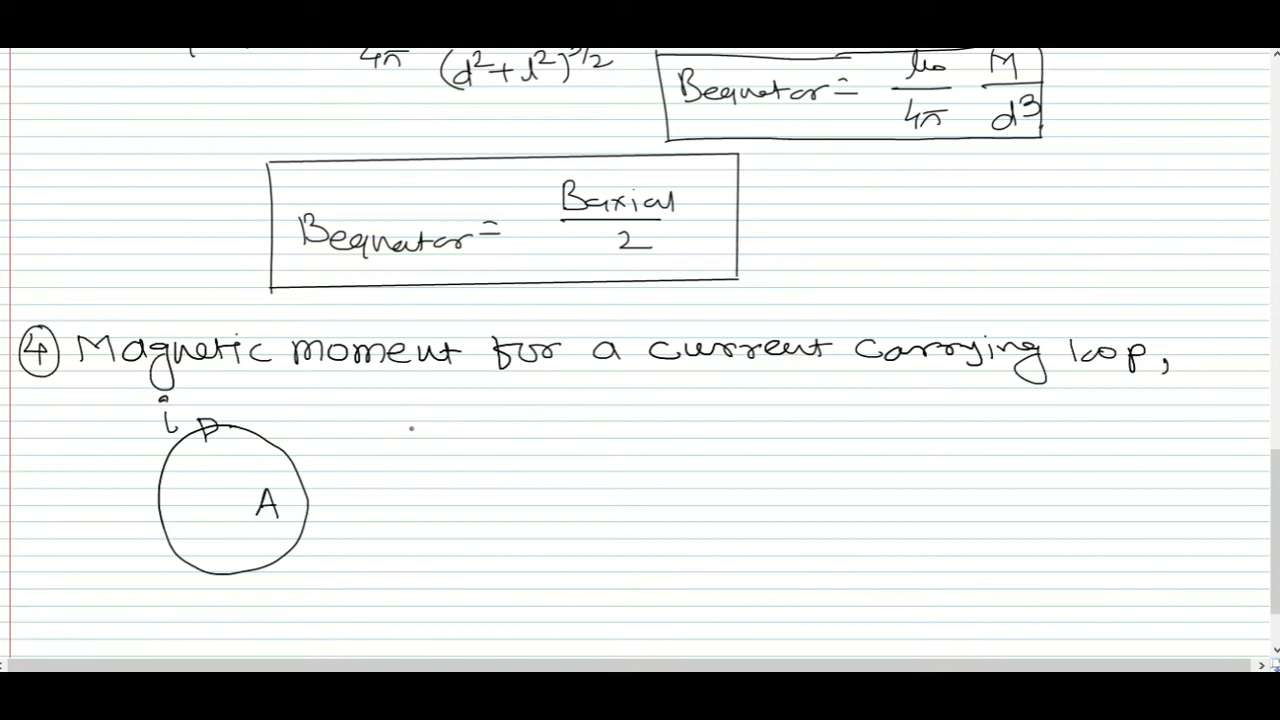 4π (d²+l²)^3/2
Bequator = μ₀/4π M/d³
Bequator = Baxial/2
④ Magnetic moment for a current carrying loop,
i
A